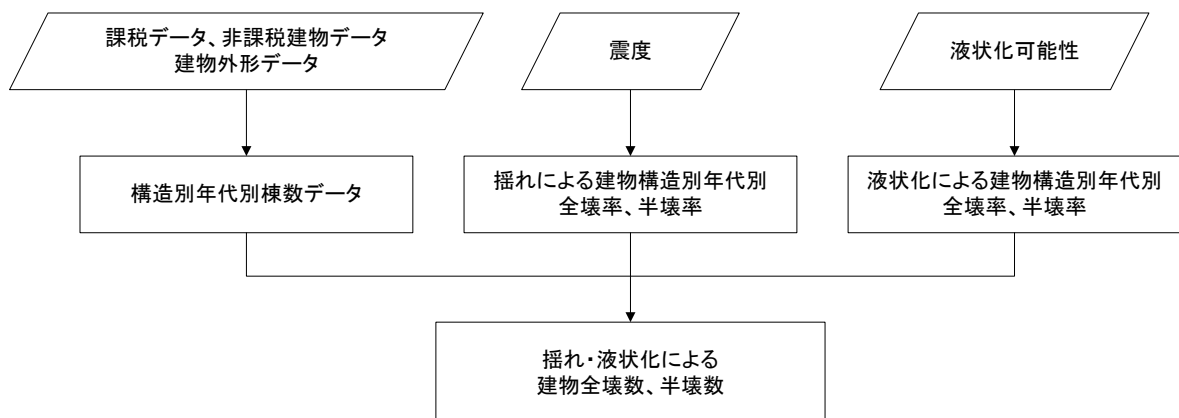 課税データ、非課税建物データ
建物外形データ
震度
液状化可能性
構造別年代別棟数データ
揺れによる建物構造別年代別
全壊率、半壊率
液状化による建物構造別年代別
全壊率、半壊率
揺れ・液状化による
建物全壊数、半壊数